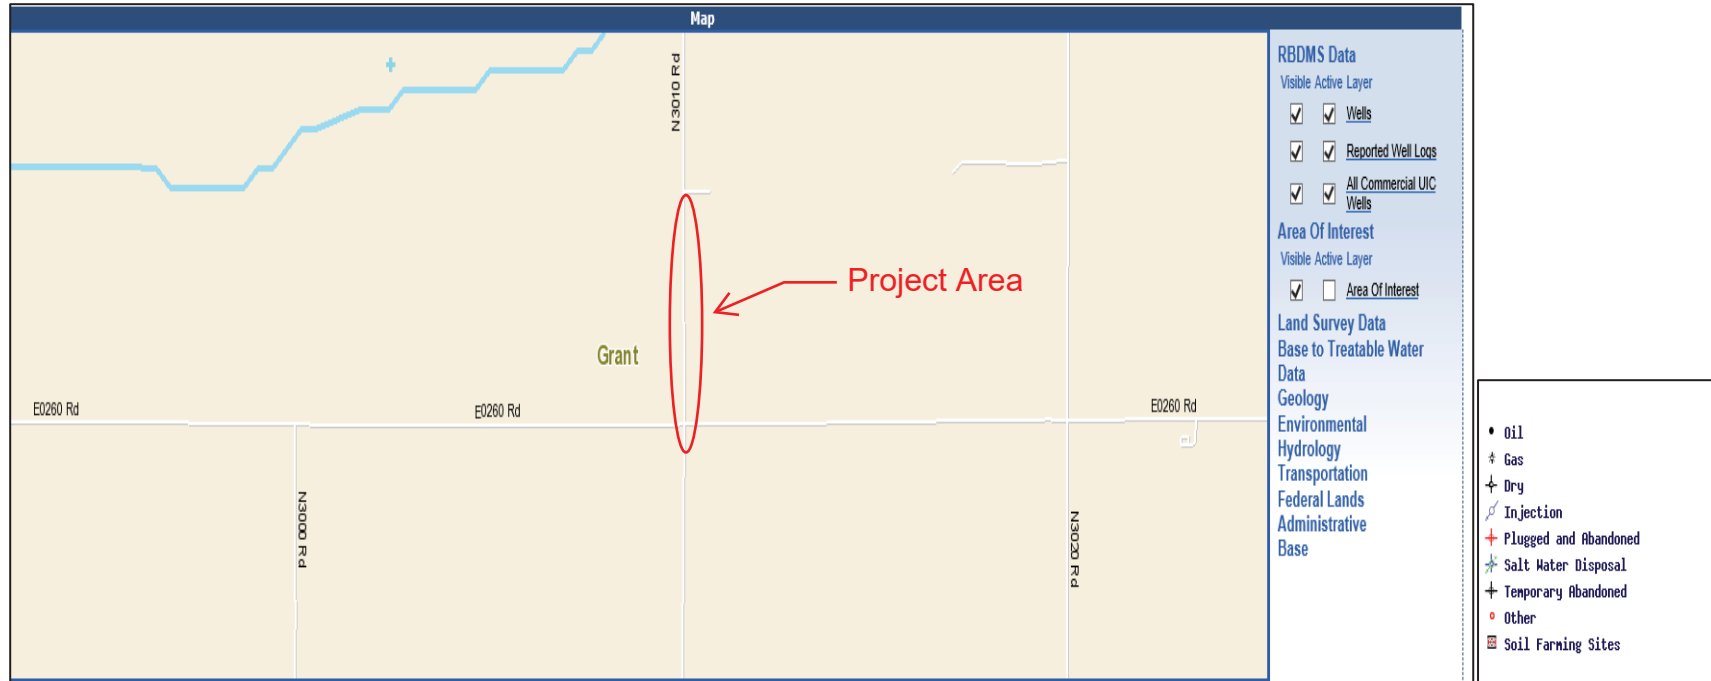 Map
N3010 Rd
Project Area
Grant
E0260 Rd
E0260 Rd
E0260 Rd
N3000 Rd
N3020 Rd
RBDMS Data
Visible Active Layer
Wells
Reported Well Logs
All Commercial UIC
Wells
Area Of Interest
Visible Active Layer
Area Of Interest
Land Survey Data
Base to Treatable Water
Data
Geology
Environmental
Hydrology
Transportation
Federal Lands
Administrative
Base
Oil
Gas
Dry
Injection
Plugged and Abandoned
Salt Water Disposal
Temporary Abandoned
Other
Soil Farming Sites